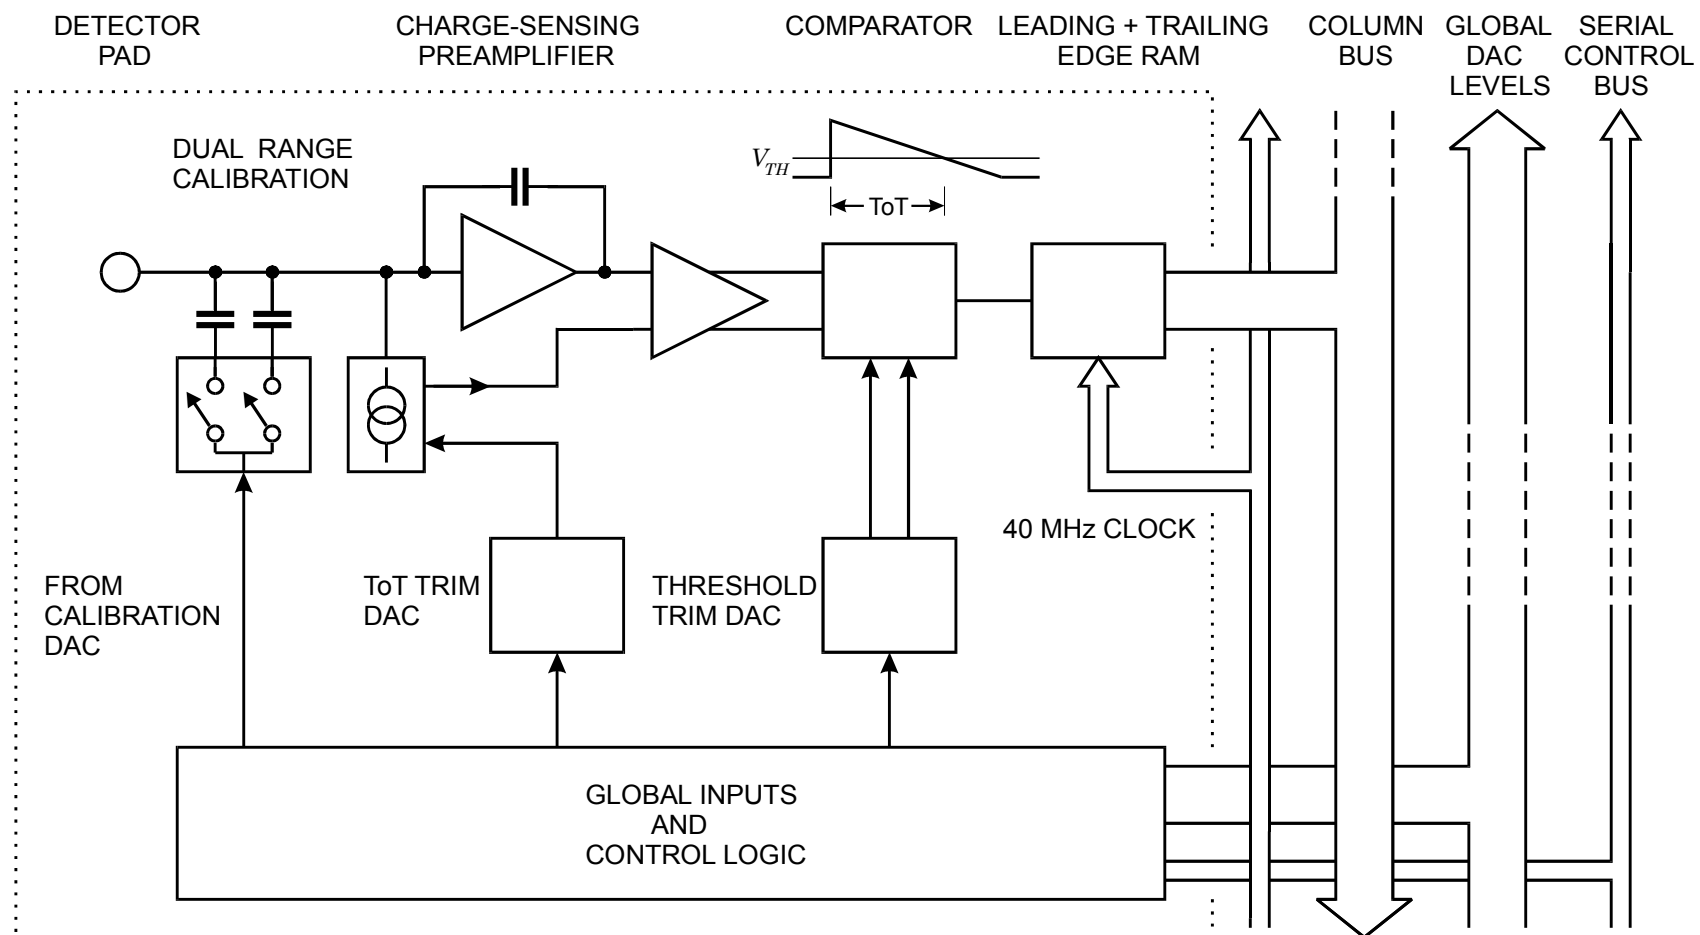 DETECTOR
PAD
CHARGE-SENSING
PREAMPLIFIER
COMPARATOR
LEADING + TRAILING
EDGE RAM
COLUMN
BUS
GLOBAL
DAC
LEVELS
SERIAL
CONTROL
BUS
DUAL RANGE
CALIBRATION
V_TH
ToT
40 MHz CLOCK
FROM
CALIBRATION
DAC
ToT TRIM
DAC
THRESHOLD
TRIM DAC
GLOBAL INPUTS
AND
CONTROL LOGIC